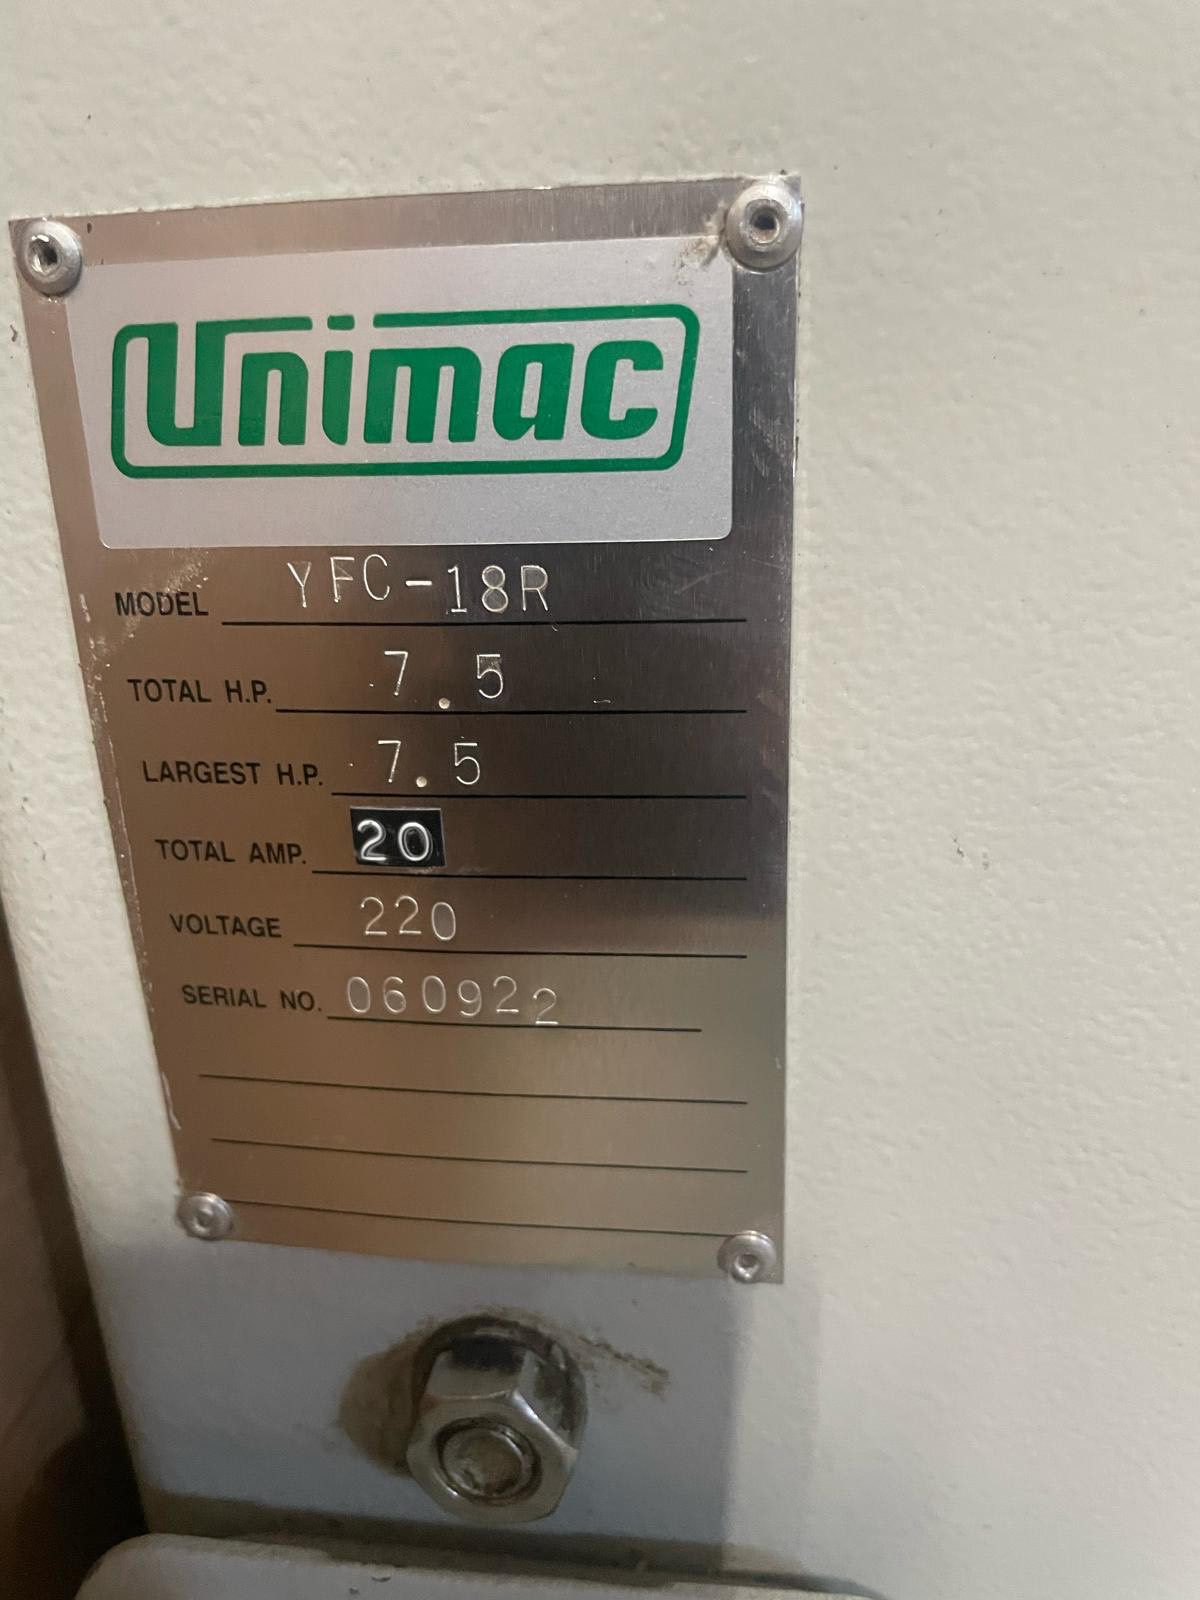 Unimac
MODEL YFC-18R
TOTAL H.P. 7.5
LARGEST H.P. 7.5
TOTAL AMP. 20
VOLTAGE 220
SERIAL NO. 060922